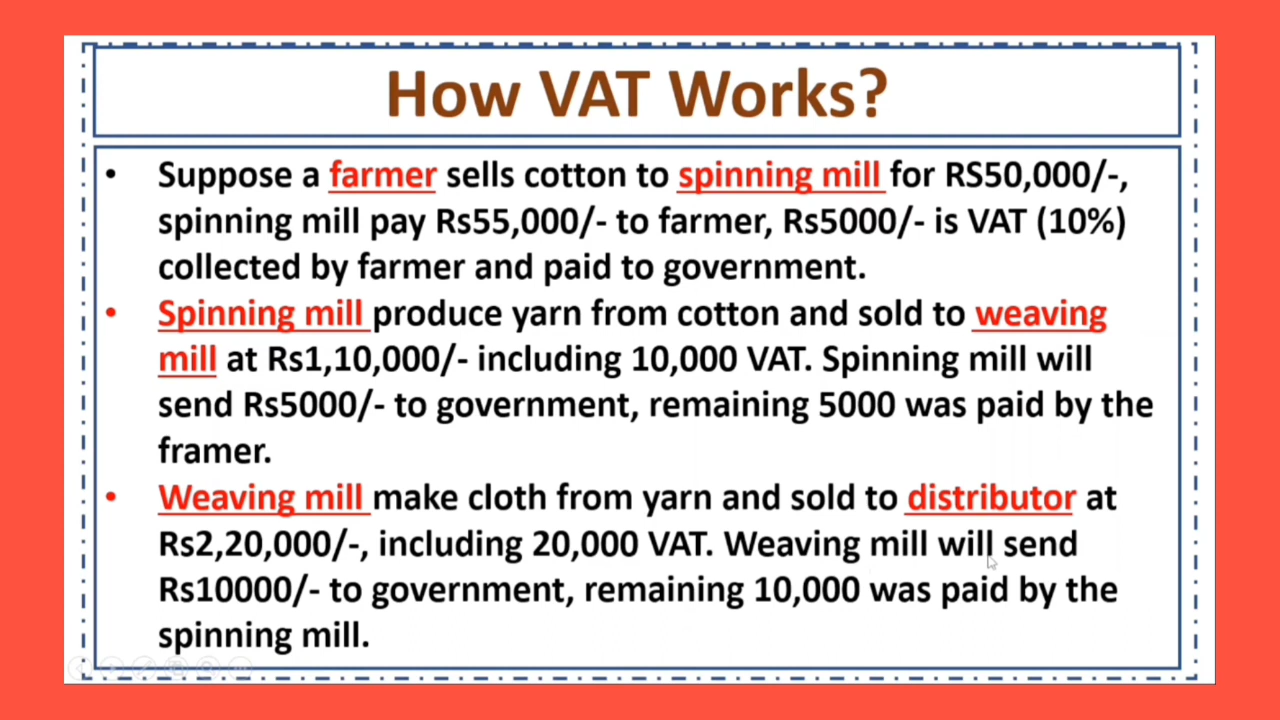 How VAT Works?
• Suppose a farmer sells cotton to spinning mill for RS50,000/-,
spinning mill pay Rs55,000/- to farmer, Rs5000/- is VAT (10%)
collected by farmer and paid to government.
• Spinning mill produce yarn from cotton and sold to weaving
mill at Rs1,10,000/- including 10,000 VAT. Spinning mill will
send Rs5000/- to government, remaining 5000 was paid by the
framer.
• Weaving mill make cloth from yarn and sold to distributor at
Rs2,20,000/-, including 20,000 VAT. Weaving mill will send
Rs10000/- to government, remaining 10,000 was paid by the
spinning mill.